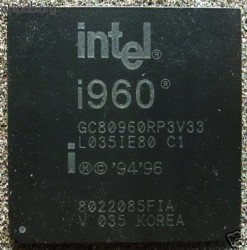 intel
i960®
GC80960RP3V33
L035IE80 C1
i Ⓜ © '94'96
8022085FIA
V 035 KOREA